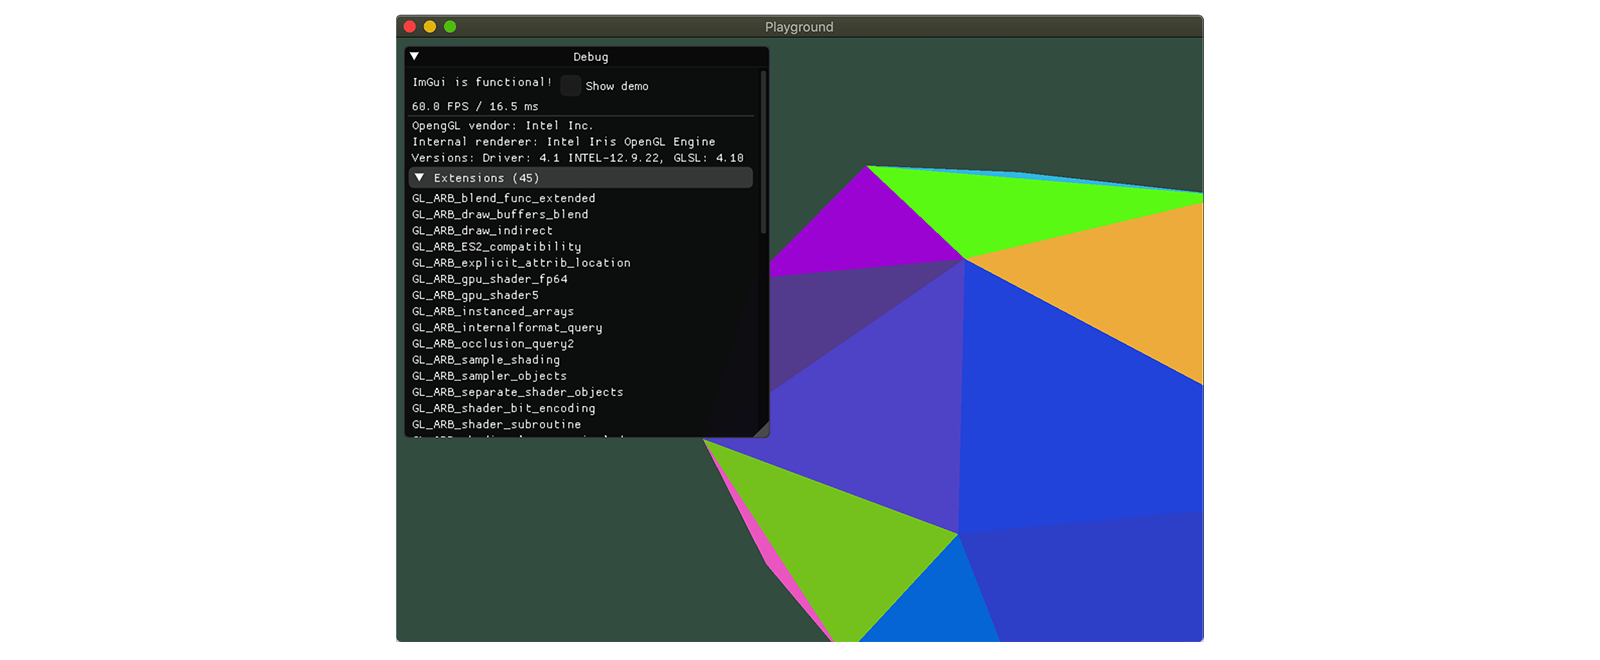 Playground
Debug
ImGui is functional! Show demo
60.0 FPS / 16.5 ms
OpengGL vendor: Intel Inc.
Internal renderer: Intel Iris OpenGL Engine
Versions: Driver: 4.1 INTEL-12.9.22, GLSL: 4.10
Extensions (45)
GL_ARB_blend_func_extended
GL_ARB_draw_buffers_blend
GL_ARB_draw_indirect
GL_ARB_ES2_compatibility
GL_ARB_explicit_attrib_location
GL_ARB_gpu_shader_fp64
GL_ARB_gpu_shader5
GL_ARB_instanced_arrays
GL_ARB_internalformat_query
GL_ARB_occlusion_query2
GL_ARB_sample_shading
GL_ARB_sampler_objects
GL_ARB_separate_shader_objects
GL_ARB_shader_bit_encoding
GL_ARB_shader_subroutine